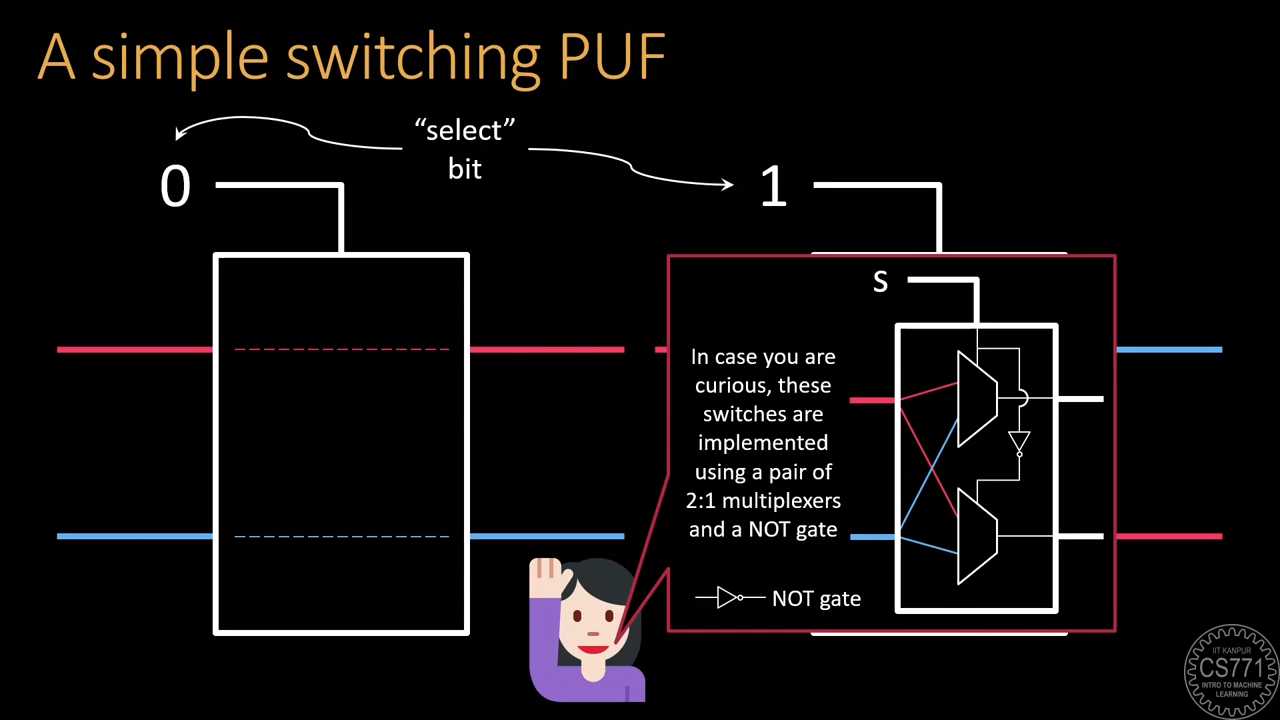 A simple switching PUF
“select”
bit
0
1
S
In case you are
curious, these
switches are
implemented
using a pair of
2:1 multiplexers
and a NOT gate
NOT gate
IIT KANPUR
CS771
INTRO TO MACHINE
LEARNING